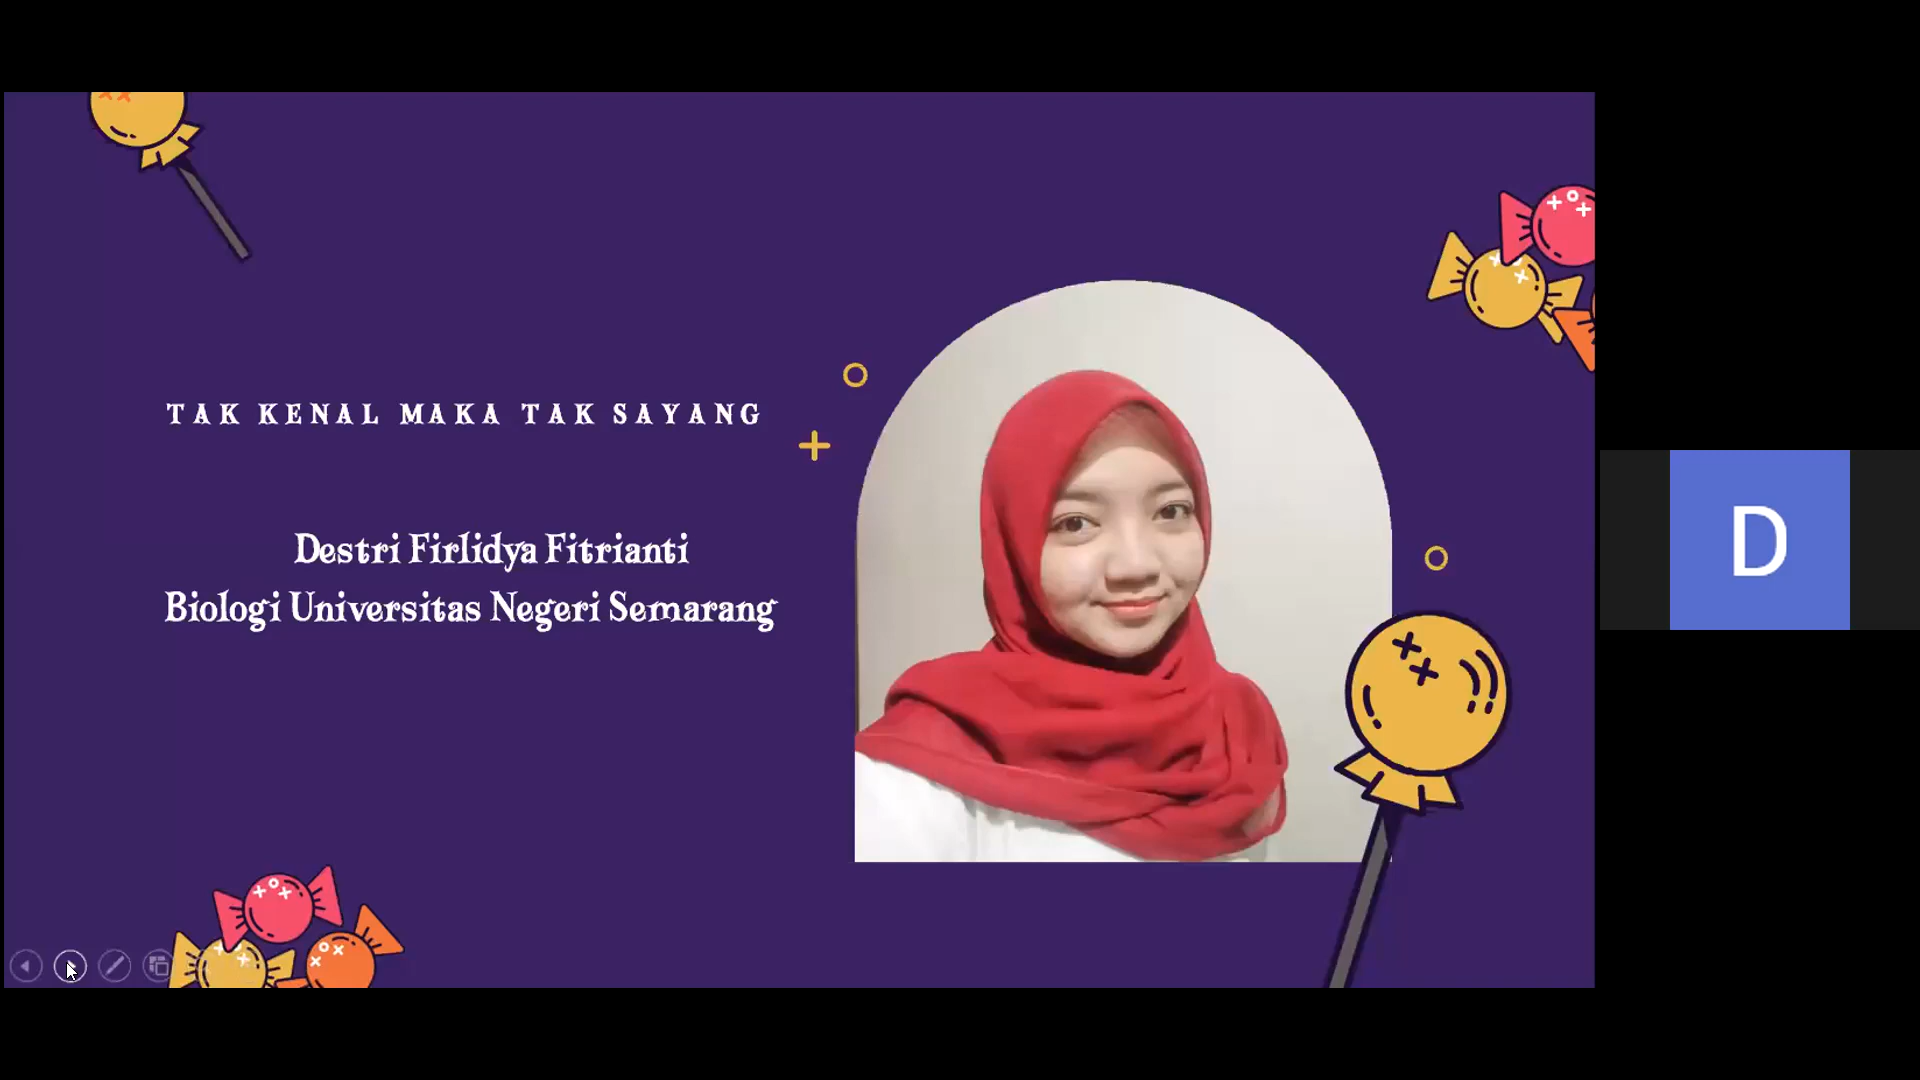 TAK KENAL MAKA TAK SAYANG
Destri Firlidya Fitrianti
Biologi Universitas Negeri Semarang
D